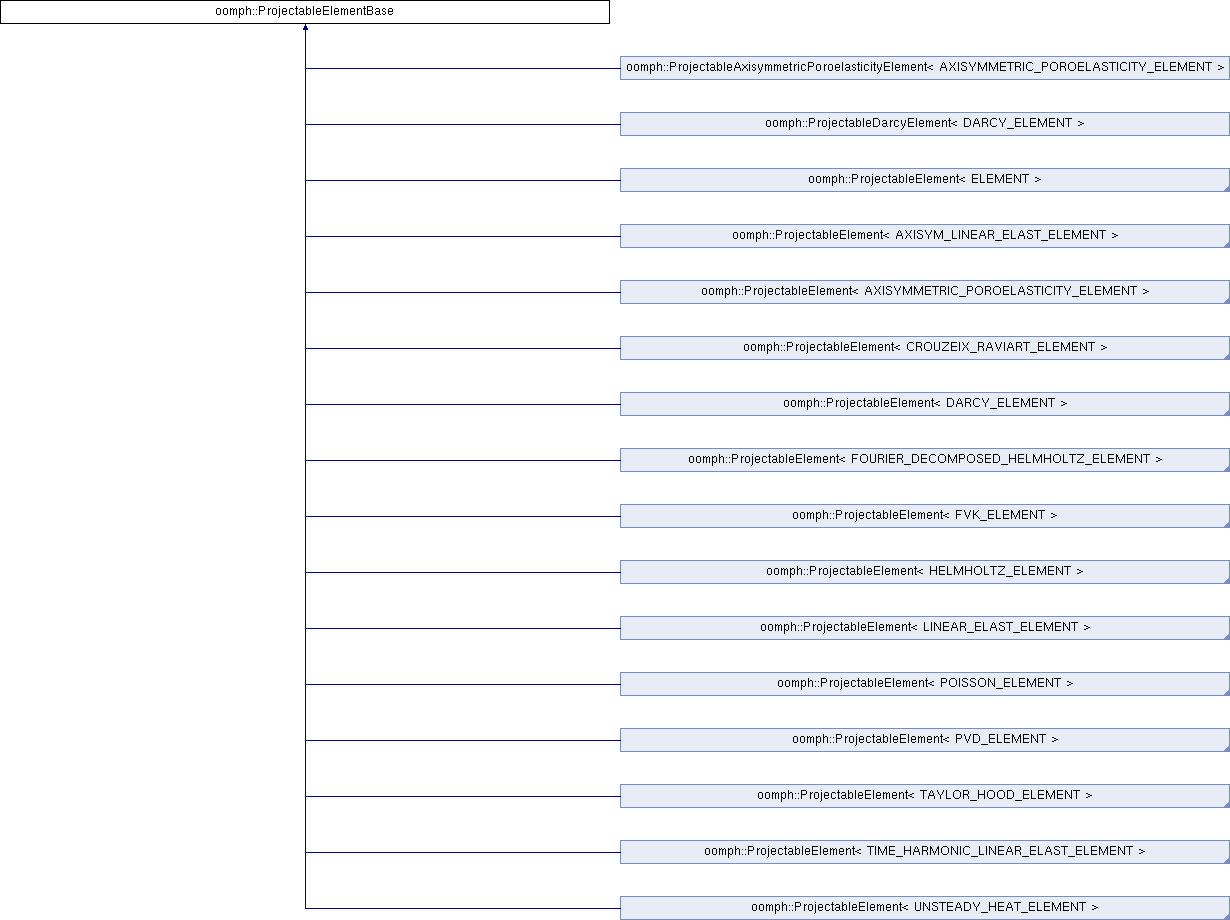 oomph::ProjectableElementBase
oomph::ProjectableAxisymmetricPoroelasticityElement< AXISYMMETRIC_POROELASTICITY_ELEMENT >
oomph::ProjectableDarcyElement< DARCY_ELEMENT >
oomph::ProjectableElement< ELEMENT >
oomph::ProjectableElement< AXISYM_LINEAR_ELAST_ELEMENT >
oomph::ProjectableElement< AXISYMMETRIC_POROELASTICITY_ELEMENT >
oomph::ProjectableElement< CROUZEIX_RAVIART_ELEMENT >
oomph::ProjectableElement< DARCY_ELEMENT >
oomph::ProjectableElement< FOURIER_DECOMPOSED_HELMHOLTZ_ELEMENT >
oomph::ProjectableElement< FVK_ELEMENT >
oomph::ProjectableElement< HELMHOLTZ_ELEMENT >
oomph::ProjectableElement< LINEAR_ELAST_ELEMENT >
oomph::ProjectableElement< POISSON_ELEMENT >
oomph::ProjectableElement< PVD_ELEMENT >
oomph::ProjectableElement< TAYLOR_HOOD_ELEMENT >
oomph::ProjectableElement< TIME_HARMONIC_LINEAR_ELAST_ELEMENT >
oomph::ProjectableElement< UNSTEADY_HEAT_ELEMENT >